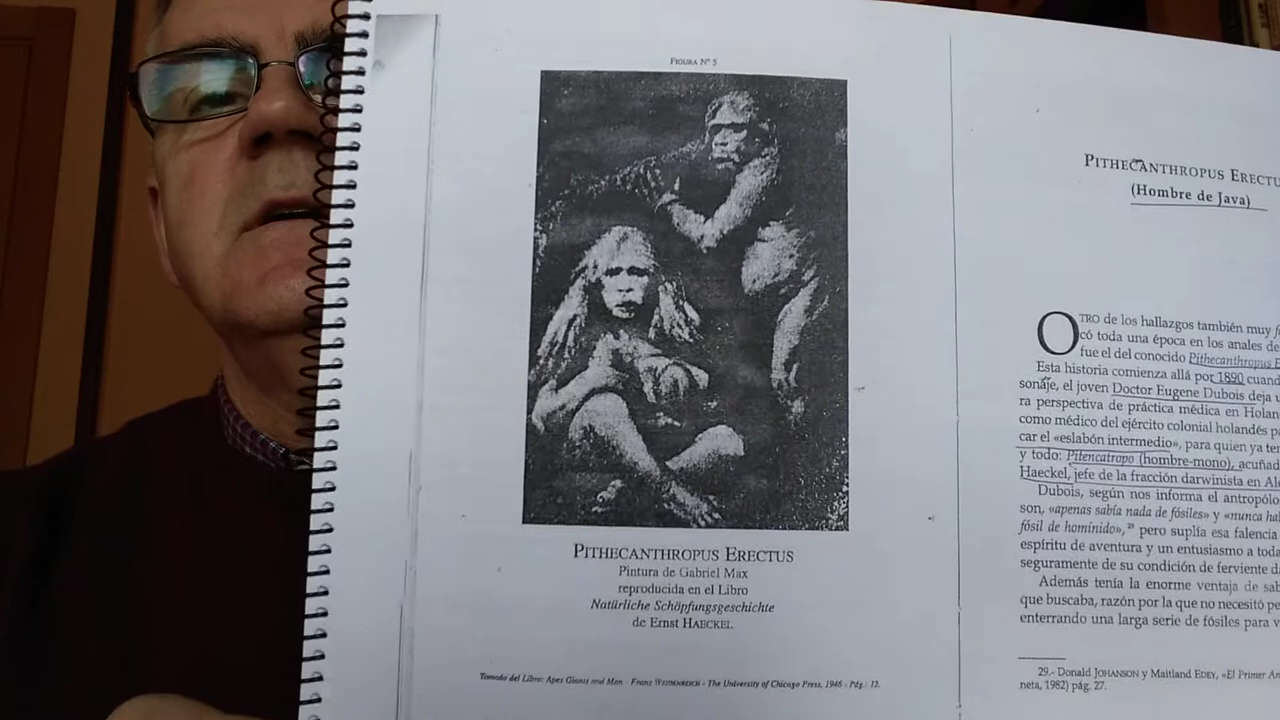 FIGURA Nº 5
PITHECANTHROPUS ERECTUS
Pintura de Gabriel Max
reproducida en el Libro
Natürliche Schöpfungsgeschichte
de Ernst HAECKEL.
Tomado del Libro: Apes Giants and Man - Franz WEIDENREICH - The University of Chicago Press, 1946 - Pág.: 12.
PITHECANTHROPUS ERECTU
(Hombre de Java)
OTRO de los hallazgos también muy
có toda una época en los anales de
fue el del conocido Pithecanthropus E
Esta historia comienza allá por 1890 cuand
sonaje, el joven Doctor Eugene Dubois deja
ra perspectiva de práctica médica en Holan
como médico del ejército colonial holandés p
car el «eslabón intermedio», para quien ya ten
y todo: Pitencatropo (hombre-mono), acuñad
Haeckel, jefe de la fracción darwinista en Ale
Dubois, según nos informa el antropólo
son, «apenas sabía nada de fósiles» y «nunca ha
fósil de homínido»,²⁹ pero suplía esa falencia
espíritu de aventura y un entusiasmo a toda
seguramente de su condición de ferviente d
Además tenía la enorme ventaja de sab
que buscaba, razón por la que no necesitó pe
enterrando una larga serie de fósiles para v
29.- Donald JOHANSON y Maitland EDEY, «El Primer An
neta, 1982) pág. 27.